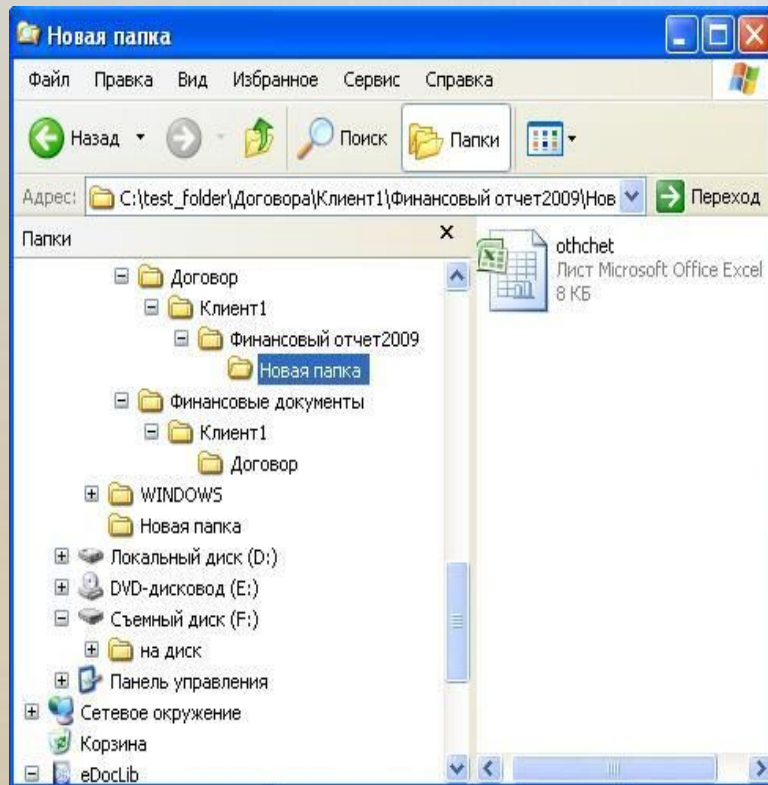 Новая папка
Файл Правка Вид Избранное Сервис Справка
Назад Поиск Папки
Адрес: C:\test_folder\Договора\Клиент1\Финансовый отчет2009\Нов Переход
Папки x
Договор
Клиент1
Финансовый отчет2009
Новая папка
Финансовые документы
Клиент1
Договор
WINDOWS
Новая папка
Локальный диск (D:)
DVD-дисковод (E:)
Съемный диск (F:)
на диск
Панель управления
Сетевое окружение
Корзина
eDocLib
othchet
Лист Microsoft Office Excel
8 КБ